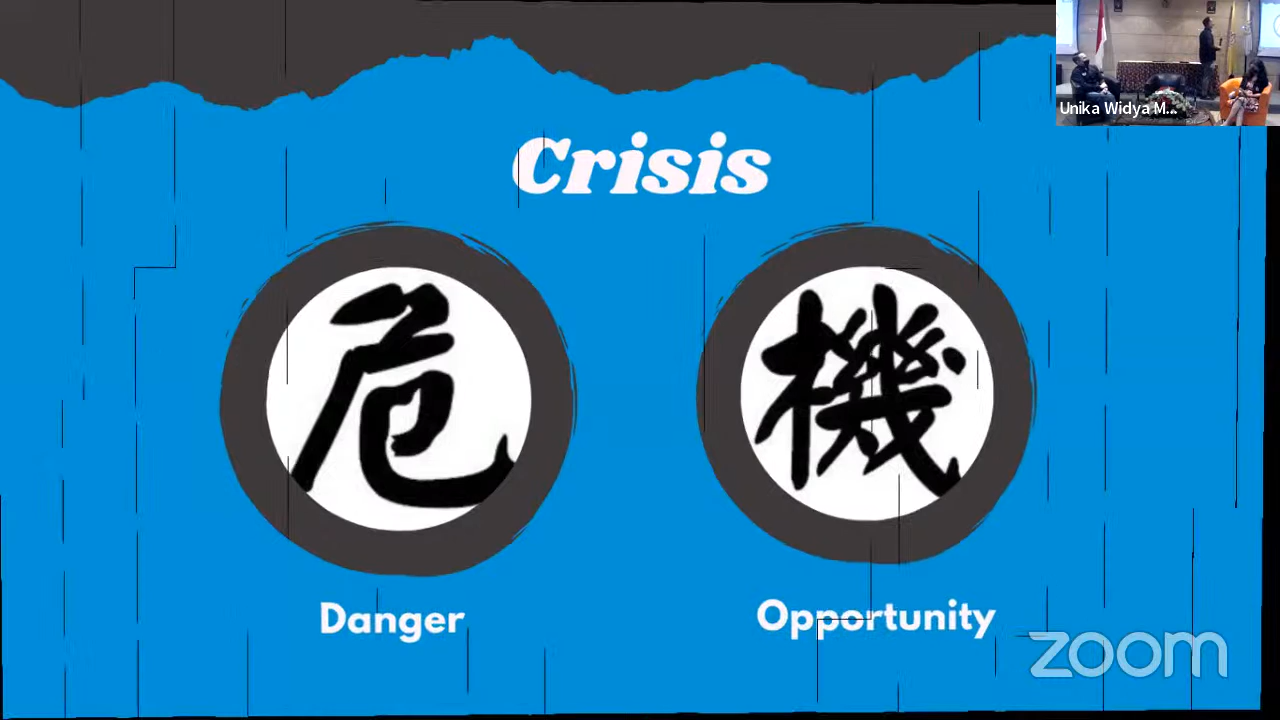 Unika Widya M...
Crisis
危 機
Danger Opportunity
zoom